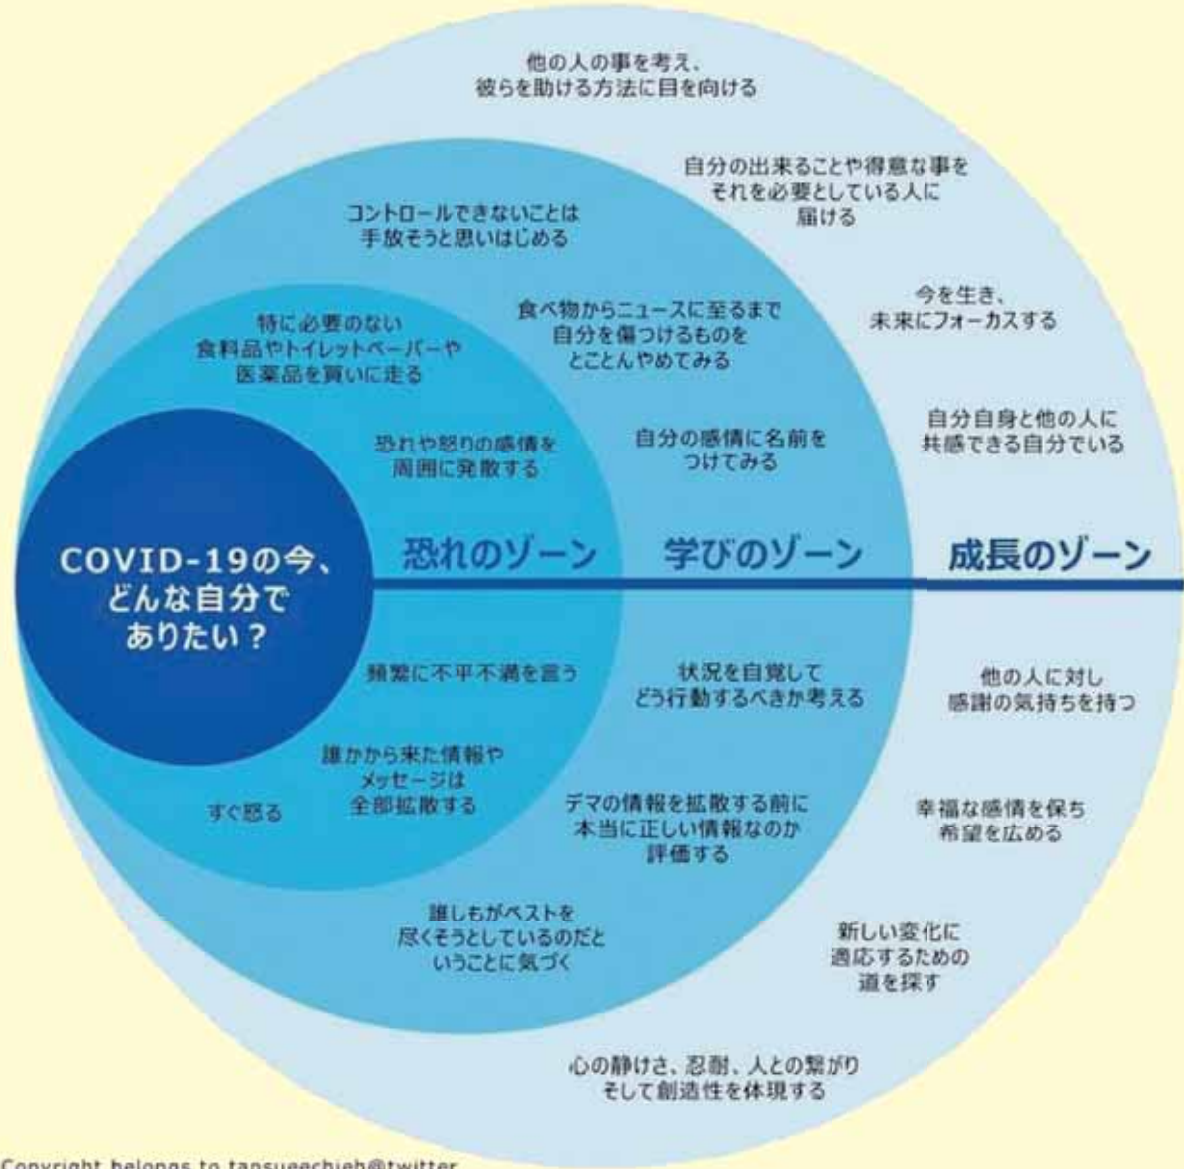 他の人の事を考え、
彼らを助ける方法に目を向ける
自分の出来ることや得意な事を
それを必要としている人に
届ける
コントロールできないことは
手放そうと思いはじめる
今を生き、
未来にフォーカスする
食べ物からニュースに至るまで
自分を傷つけるものを
とことんやめてみる
特に必要のない
食料品やトイレットペーパーや
医薬品を買いに走る
自分自身と他の人に
共感できる自分でいる
自分の感情に名前を
つけてみる
恐れや怒りの感情を
周囲に発散する
COVID-19の今、
どんな自分で
ありたい？
恐れのゾーン
学びのゾーン
成長のゾーン
頻繁に不平不満を言う
状況を自覚して
どう行動するべきか考える
他の人に対し
感謝の気持ちを持つ
誰かから来た情報や
メッセージは
全部拡散する
すぐ怒る
デマの情報を拡散する前に
本当に正しい情報なのか
評価する
幸福な感情を保ち
希望を広める
誰しもがベストを
尽くそうとしているのだと
いうことに気づく
新しい変化に
適応するための
道を探す
心の静けさ、忍耐、人との繋がり
そして創造性を体現する
Copyright belongs to tansueechieh@twitter